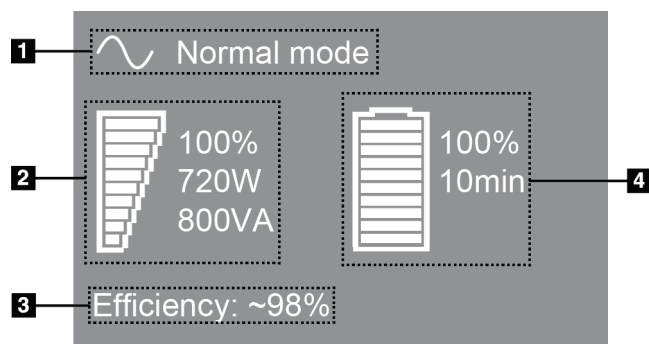 1
Normal mode
2
100%
720W
800VA
100%
10min
4
3
Efficiency: ~98%